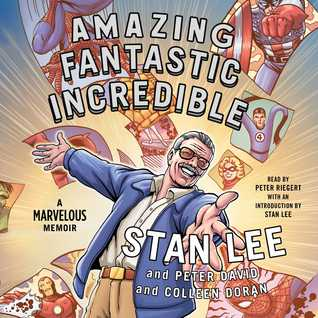 AMAZING
FANTASTIC
INCREDIBLE
READ BY
PETER RIEGERT
WITH AN
INTRODUCTION BY
STAN LEE
A
MARVELOUS
MEMOIR
STAN LEE
and PETER DAVID
and COLLEEN DORAN
4